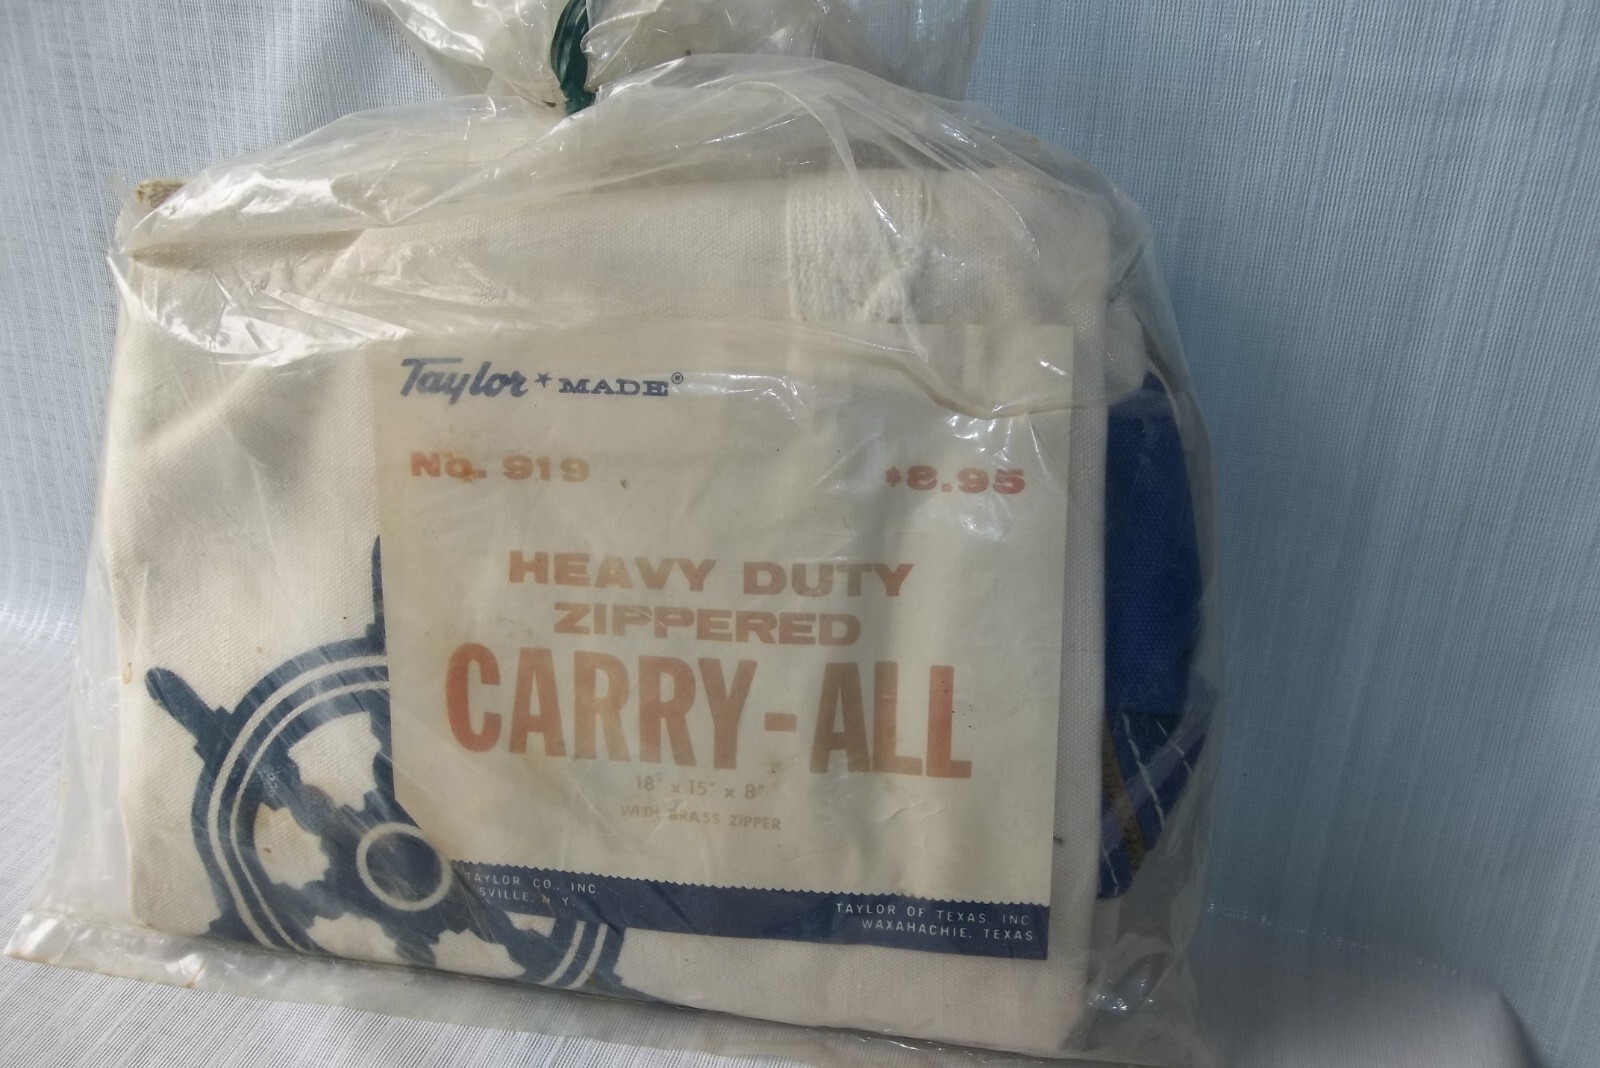 Taylor★MADE®
No. 919
$8.95
HEAVY DUTY
ZIPPERED
CARRY-ALL
18" x 15" x 8"
WITH BRASS ZIPPER
TAYLOR CO., INC.
SVILLE, N. Y.
TAYLOR OF TEXAS, INC
WAXAHACHIE, TEXAS